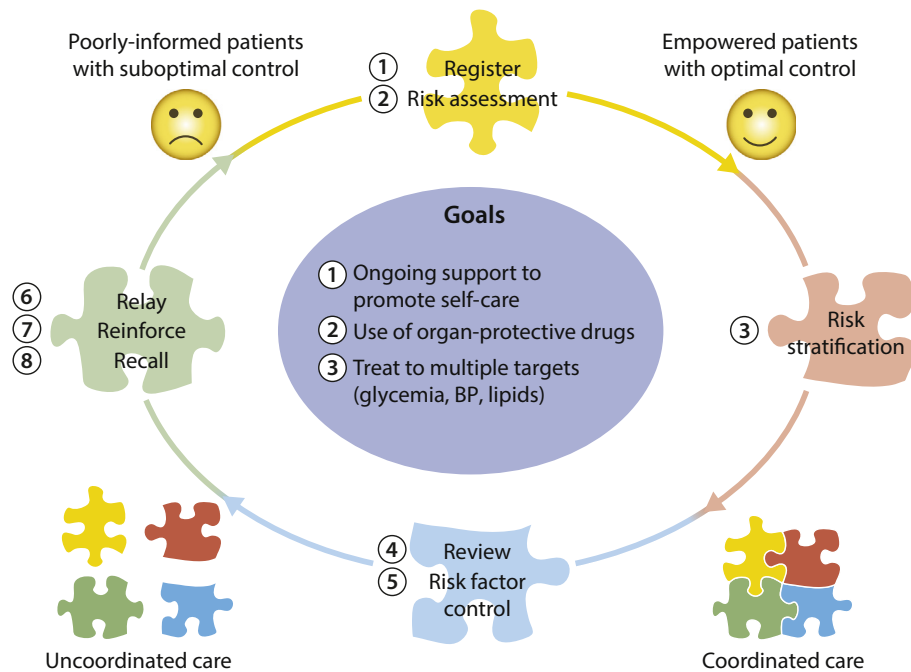 Poorly-informed patients
with suboptimal control
1
2
Register
Risk assessment
Empowered patients
with optimal control
Goals
1 Ongoing support to
promote self-care
2 Use of organ-protective drugs
3 Treat to multiple targets
(glycemia, BP, lipids)
6
7
8
Relay
Reinforce
Recall
3
Risk
stratification
4
5
Review
Risk factor
control
Uncoordinated care
Coordinated care